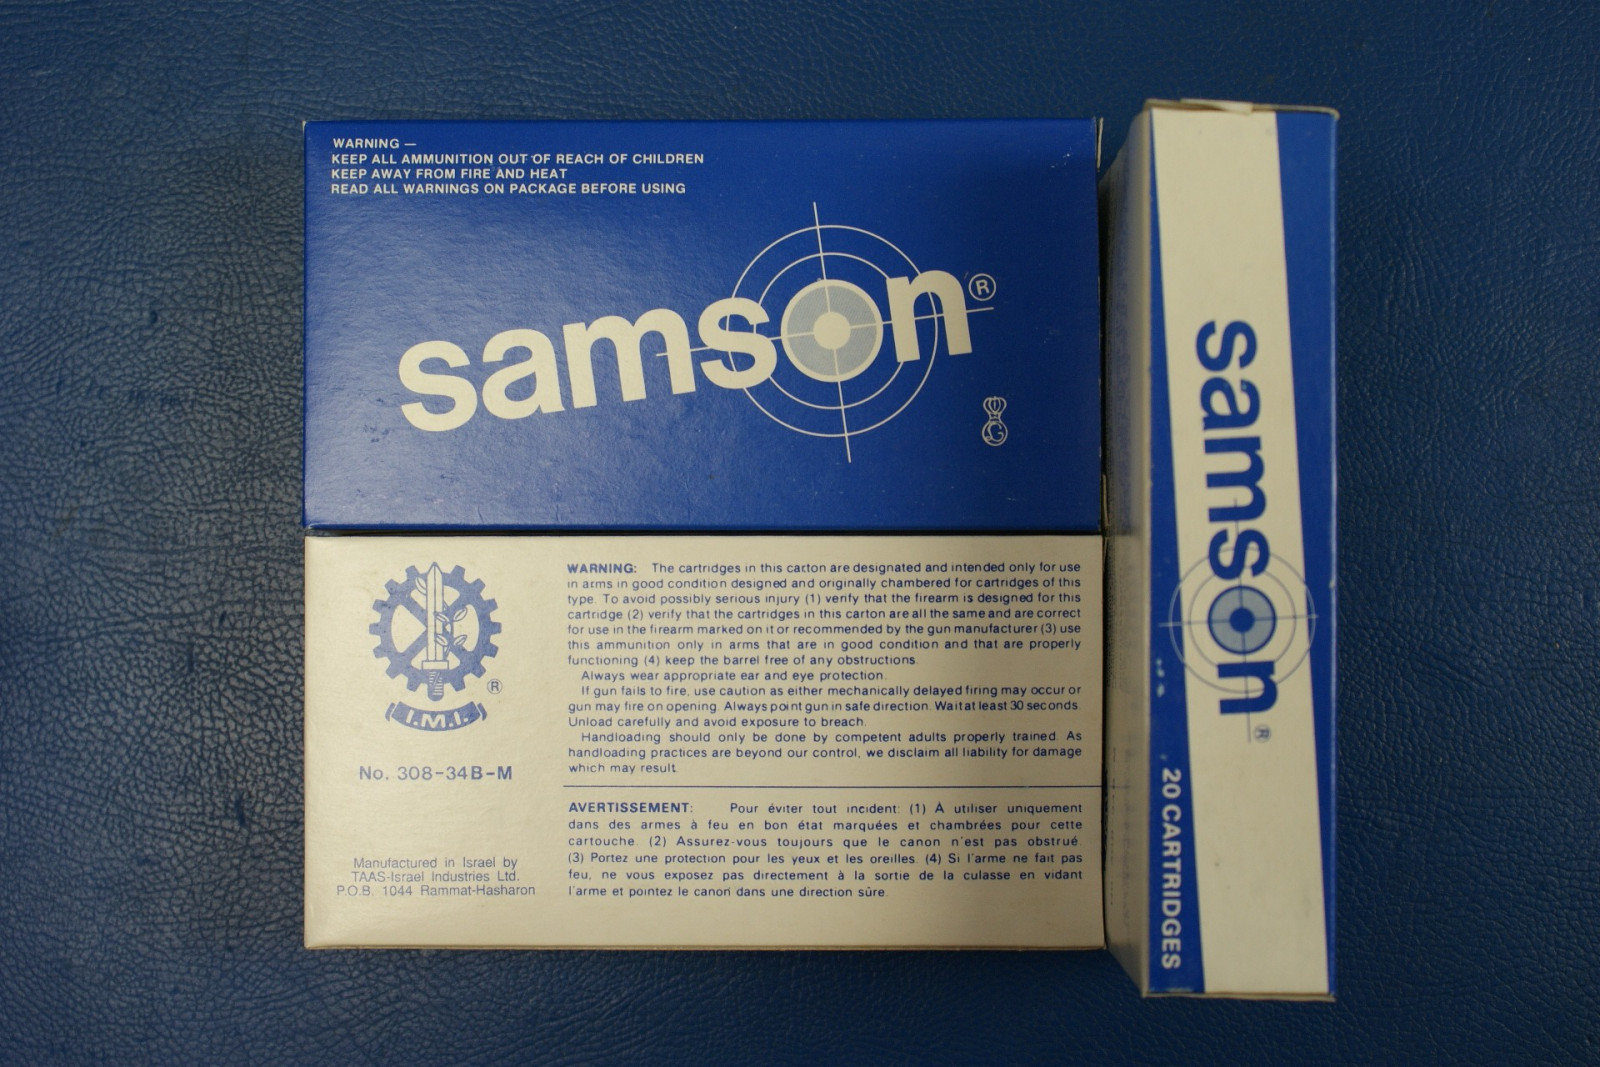 WARNING —
KEEP ALL AMMUNITION OUT OF REACH OF CHILDREN
KEEP AWAY FROM FIRE AND HEAT
READ ALL WARNINGS ON PACKAGE BEFORE USING
samson®
I.M.I.
®
No. 308-34B-M
Manufactured in Israel by
TAAS-Israel Industries Ltd.
P.O.B. 1044 Rammat-Hasharon
WARNING: The cartridges in this carton are designated and intended only for use
in arms in good condition designed and originally chambered for cartridges of this
type. To avoid possibly serious injury (1) verify that the firearm is designed for this
cartridge (2) verify that the cartridges in this carton are all the same and are correct
for use in the firearm marked on it or recommended by the gun manufacturer (3) use
this ammunition only in arms that are in good condition and that are properly
functioning (4) keep the barrel free of any obstructions.
Always wear appropriate ear and eye protection.
If gun fails to fire, use caution as either mechanically delayed firing may occur or
gun may fire on opening. Always point gun in safe direction. Wait at least 30 seconds.
Unload carefully and avoid exposure to breach.
Handloading should only be done by competent adults properly trained. As
handloading practices are beyond our control, we disclaim all liability for damage
which may result.
AVERTISSEMENT: Pour éviter tout incident: (1) À utiliser uniquement
dans des armes à feu en bon état marquées et chambrées pour cette
cartouche. (2) Assurez-vous toujours que le canon n'est pas obstrué.
(3) Portez une protection pour les yeux et les oreilles. (4) Si l'arme ne fait pas
feu, ne vous exposez pas directement à la sortie de la culasse en vidant
l'arme et pointez le canon dans une direction sûre.
samson®
20 CARTRIDGES